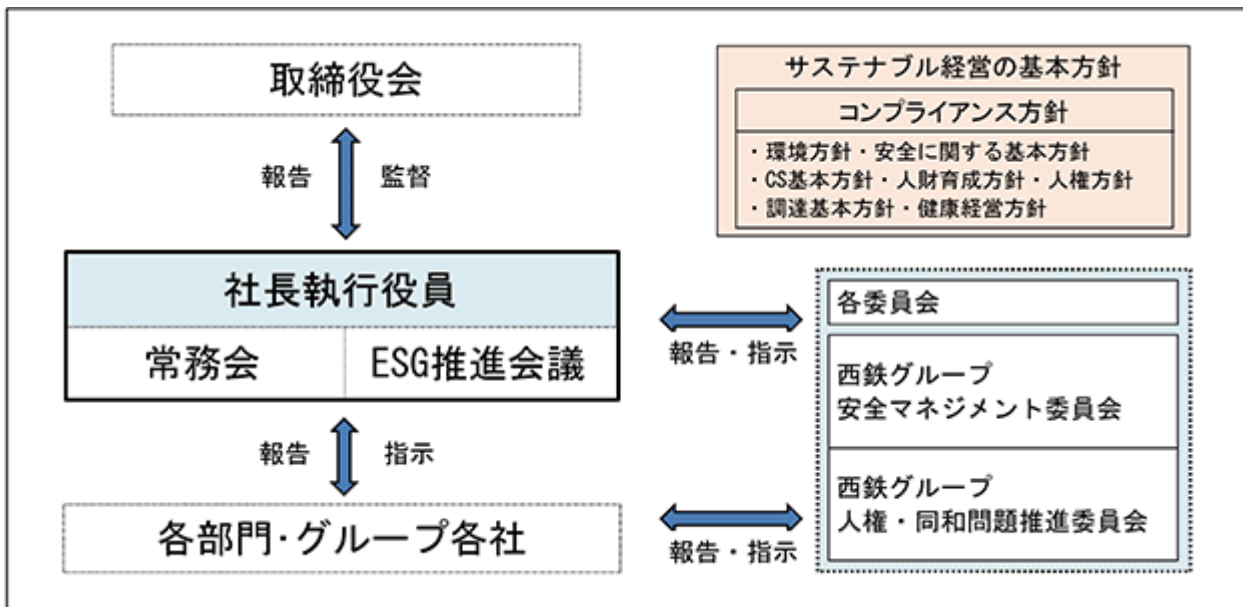 取締役会
報告
監督
社長執行役員
常務会
ESG推進会議
報告
指示
各部門・グループ各社
サステナブル経営の基本方針
コンプライアンス方針
・環境方針・安全に関する基本方針
・CS基本方針・人財育成方針・人権方針
・調達基本方針・健康経営方針
報告・指示
各委員会
西鉄グループ
安全マネジメント委員会
西鉄グループ
人権・同和問題推進委員会
報告・指示